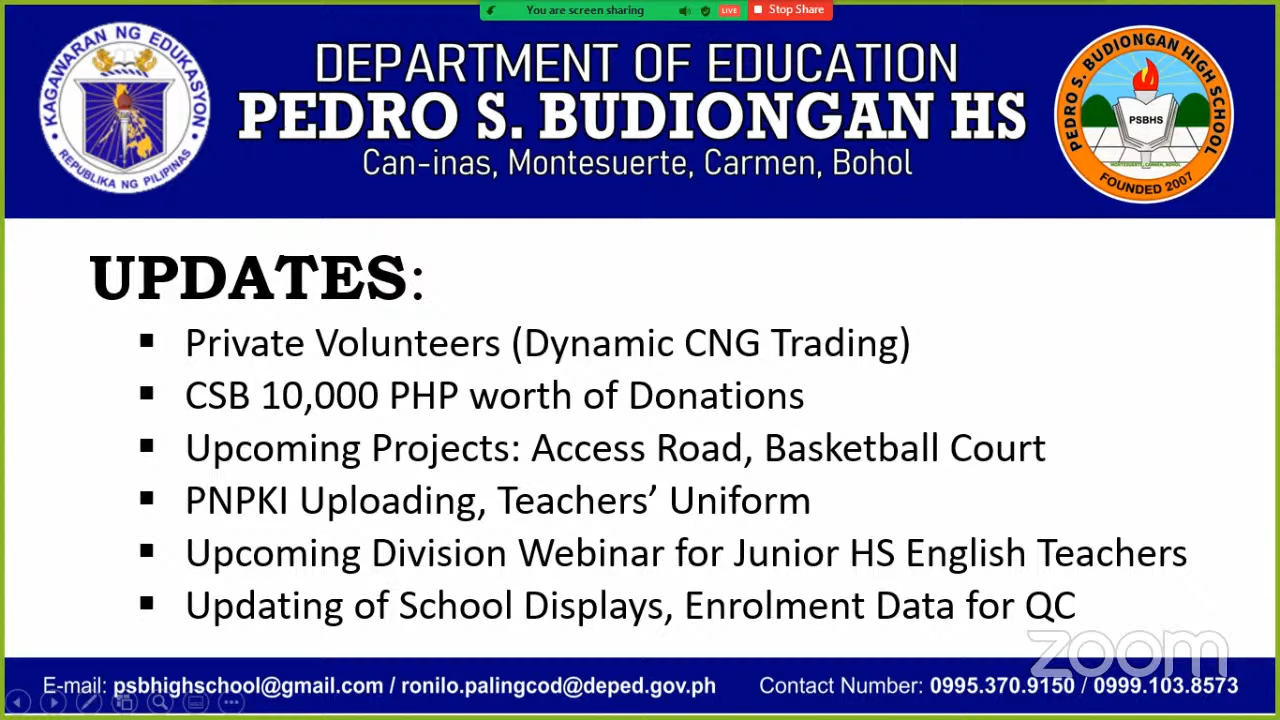 You are screen sharing LIVE Stop Share
KAGAWARAN NG EDUKASYON
REPUBLIKA NG PILIPINAS
DEPARTMENT OF EDUCATION
PEDRO S. BUDIONGAN HS
Can-inas, Montesuerte, Carmen, Bohol
PEDRO S. BUDIONGAN HIGH SCHOOL
PSBHS
MONTESUERTE, CARMEN, BOHOL
FOUNDED 2007
UPDATES:
▪ Private Volunteers (Dynamic CNG Trading)
▪ CSB 10,000 PHP worth of Donations
▪ Upcoming Projects: Access Road, Basketball Court
▪ PNPKI Uploading, Teachers’ Uniform
▪ Upcoming Division Webinar for Junior HS English Teachers
▪ Updating of School Displays, Enrolment Data for QC
zoom
E-mail: psbhighschool@gmail.com / ronilo.palingcod@deped.gov.ph Contact Number: 0995.370.9150 / 0999.103.8573